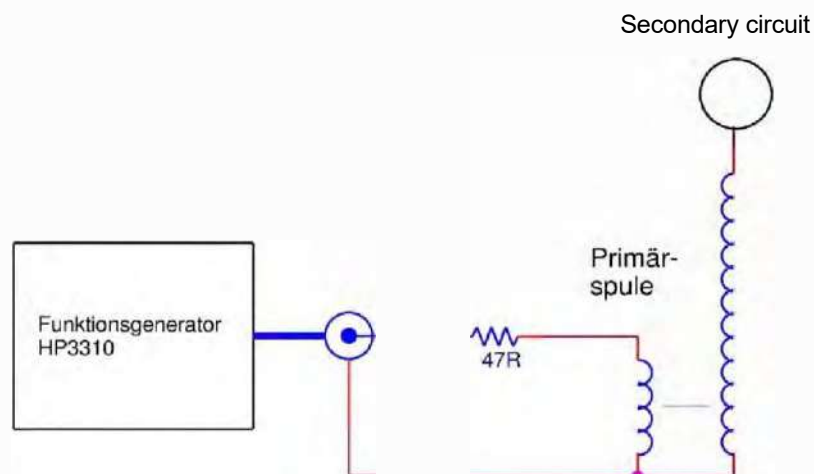 Secondary circuit
Primär-
spule
Funktionsgenerator
HP3310
47R